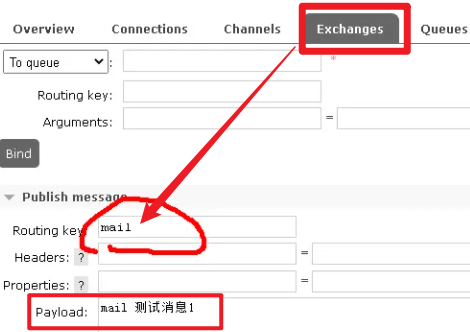 Overview Connections Channels Exchanges Queues
To queue : *
Routing key:
Arguments: =
Bind
Publish message
Routing key mail
Headers: ? =
Properties: ? =
Payload: mail 测试消息1